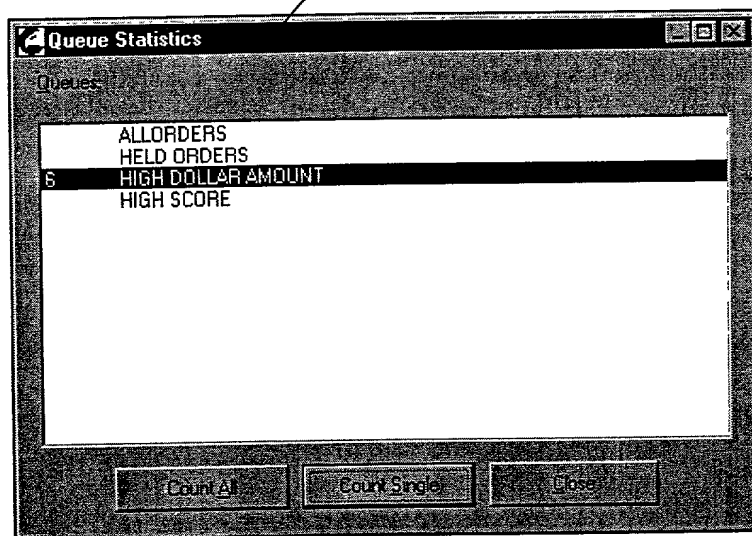 Queue Statistics
Queues:
ALLORDERS
HELD ORDERS
6 HIGH DOLLAR AMOUNT
HIGH SCORE
Count All Count Single Close